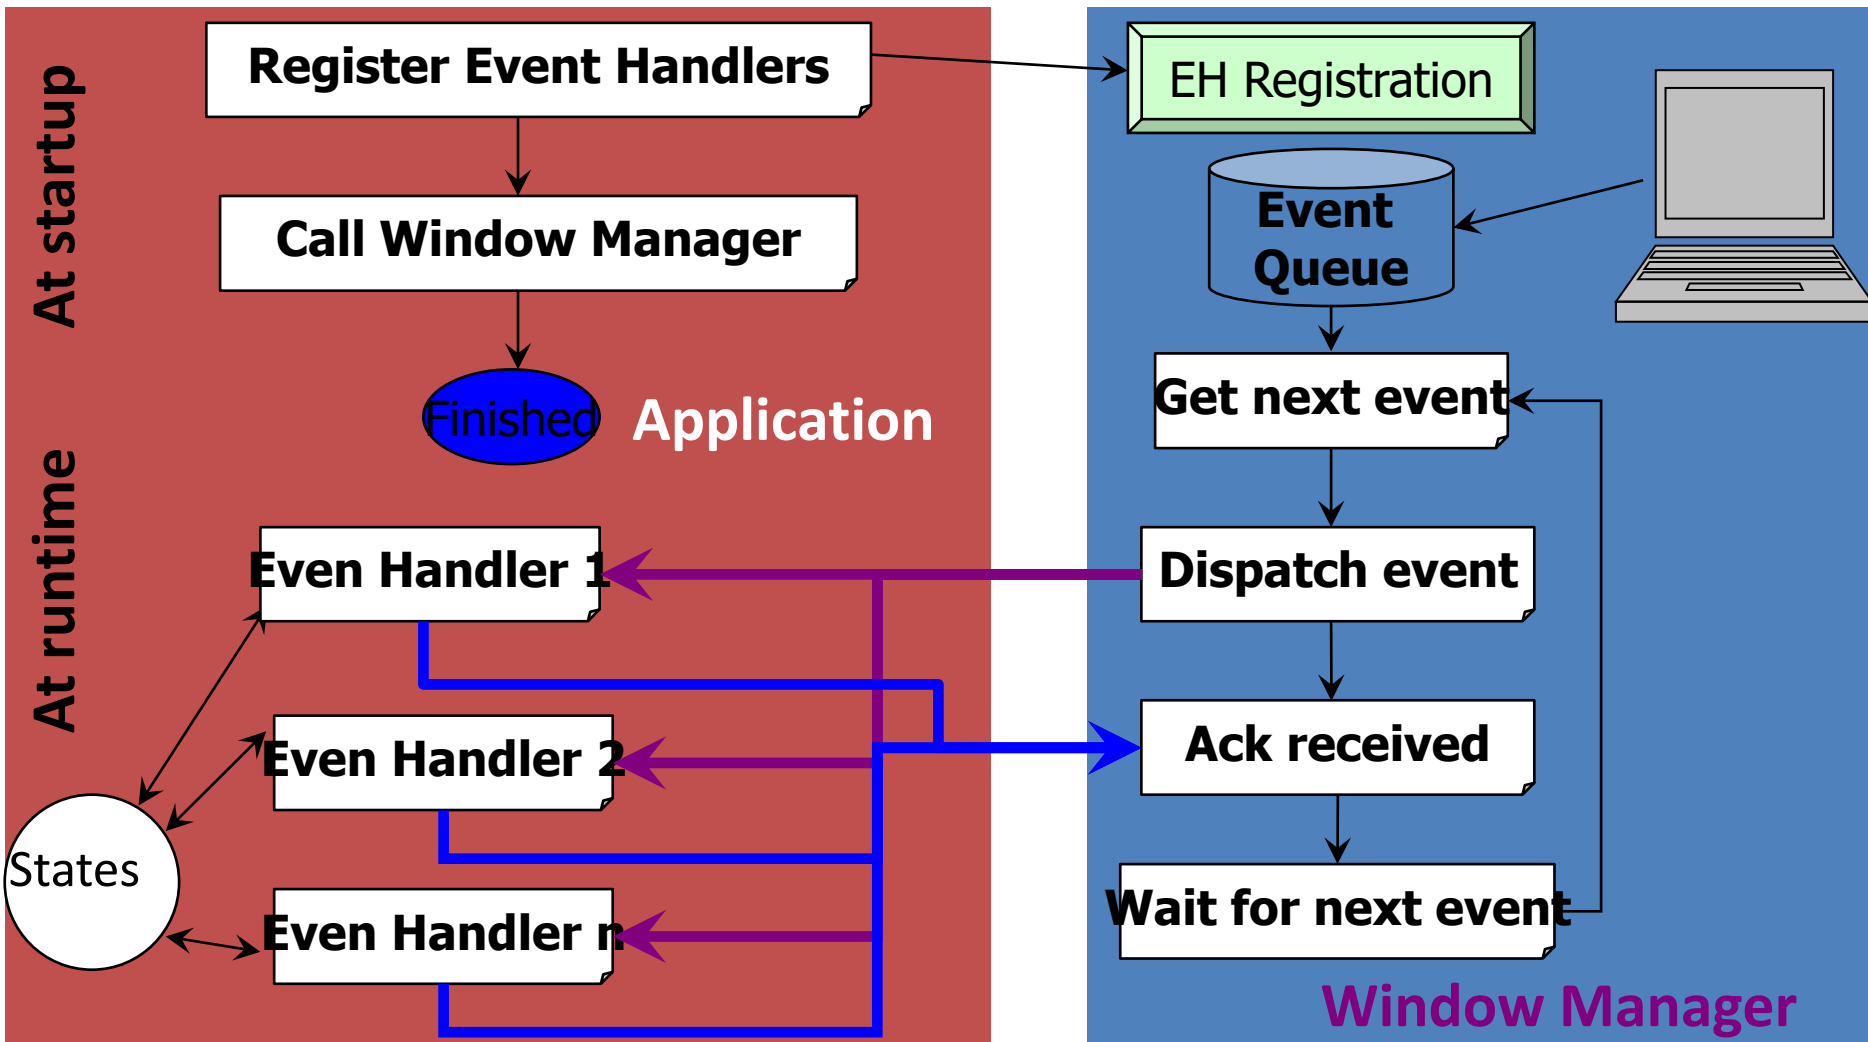 At startup
Register Event Handlers
Call Window Manager
Finished
Application
At runtime
Even Handler 1
Even Handler 2
Even Handler n
States
EH Registration
Event
Queue
Get next event
Dispatch event
Ack received
Wait for next event
Window Manager